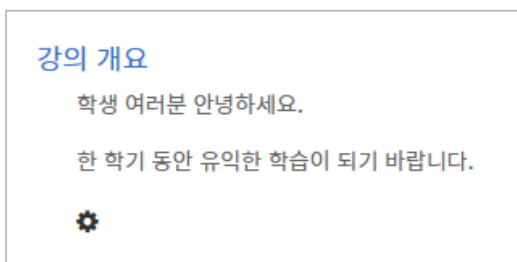 강의 개요
학생 여러분 안녕하세요.
한 학기 동안 유익한 학습이 되기 바랍니다.